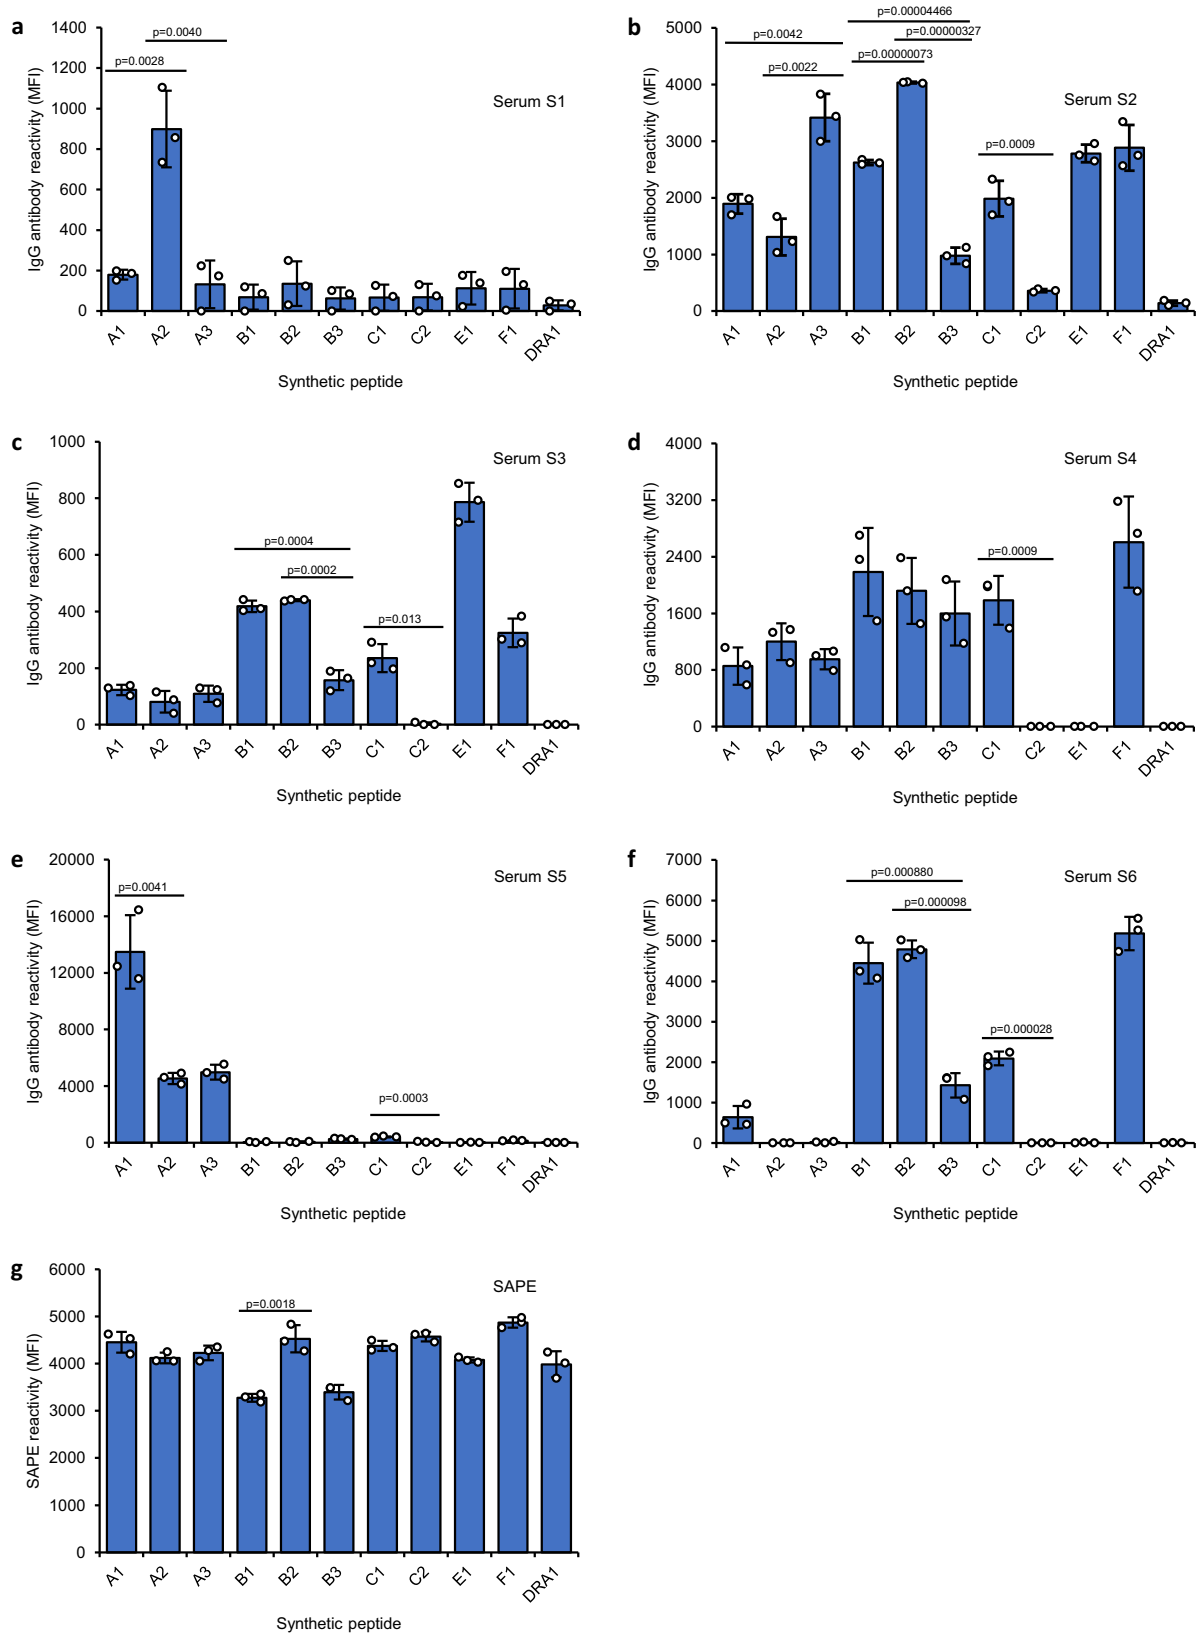 a
IgG antibody reactivity (MFI)
1400
1200
1000
800
600
400
200
0
p=0.0040
p=0.0028
Serum S1
A1 A2 A3 B1 B2 B3 C1 C2 E1 F1 DRA1
Synthetic peptide
b
IgG antibody reactivity (MFI)
5000
4000
3000
2000
1000
0
p=0.00004466
p=0.0042
p=0.00000327
p=0.00000073
p=0.0022
p=0.0009
Serum S2
A1 A2 A3 B1 B2 B3 C1 C2 E1 F1 DRA1
Synthetic peptide
c
IgG antibody reactivity (MFI)
1000
800
600
400
200
0
p=0.0004
p=0.0002
p=0.013
Serum S3
A1 A2 A3 B1 B2 B3 C1 C2 E1 F1 DRA1
Synthetic peptide
d
IgG antibody reactivity (MFI)
4000
3200
2400
1600
800
0
p=0.0009
Serum S4
A1 A2 A3 B1 B2 B3 C1 C2 E1 F1 DRA1
Synthetic peptide
e
IgG antibody reactivity (MFI)
20000
16000
12000
8000
4000
0
p=0.0041
p=0.0003
Serum S5
A1 A2 A3 B1 B2 B3 C1 C2 E1 F1 DRA1
Synthetic peptide
f
IgG antibody reactivity (MFI)
7000
6000
5000
4000
3000
2000
1000
0
p=0.000880
p=0.000098
p=0.000028
Serum S6
A1 A2 A3 B1 B2 B3 C1 C2 E1 F1 DRA1
Synthetic peptide
g
SAPE reactivity (MFI)
6000
5000
4000
3000
2000
1000
0
p=0.0018
SAPE
A1 A2 A3 B1 B2 B3 C1 C2 E1 F1 DRA1
Synthetic peptide